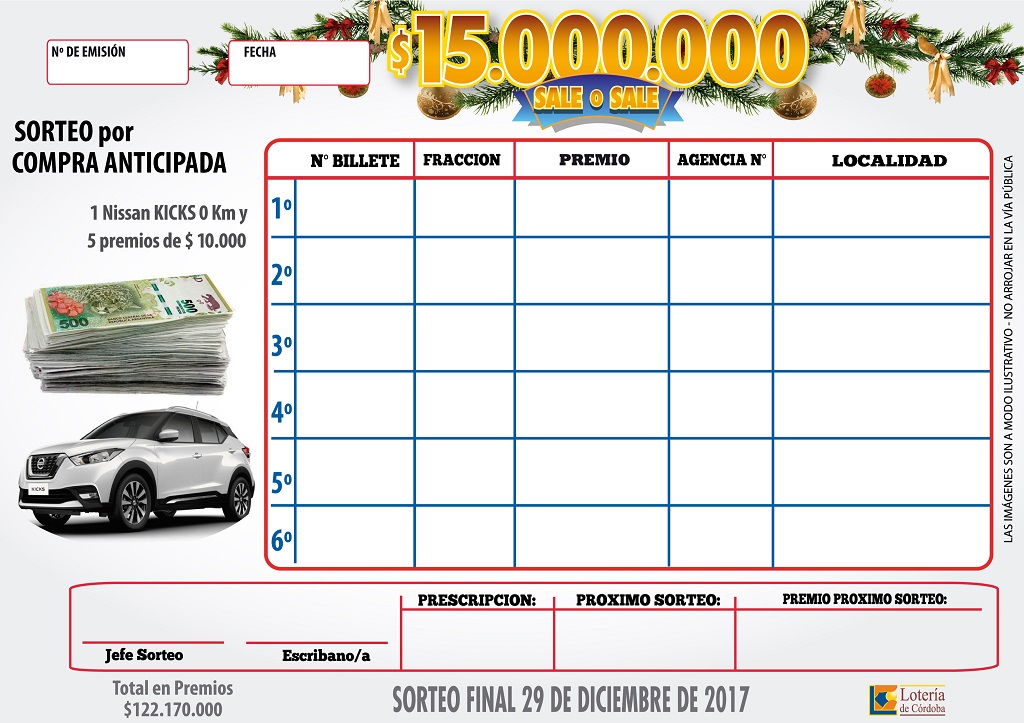 Nº DE EMISIÓN
FECHA
$15.000.000
SALE O SALE
SORTEO por
COMPRA ANTICIPADA
1 Nissan KICKS 0 Km y
5 premios de $ 10.000
500
500
KICKS
N° BILLETE FRACCION PREMIO AGENCIA N° LOCALIDAD
1º
2º
3º
4º
5º
6º
LAS IMÁGENES SON A MODO ILUSTRATIVO - NO ARROJAR EN LA VÍA PÚBLICA
PRESCRIPCION: PROXIMO SORTEO: PREMIO PROXIMO SORTEO:
Jefe Sorteo
Escribano/a
Total en Premios
$122.170.000
SORTEO FINAL 29 DE DICIEMBRE DE 2017
Lotería
de Córdoba